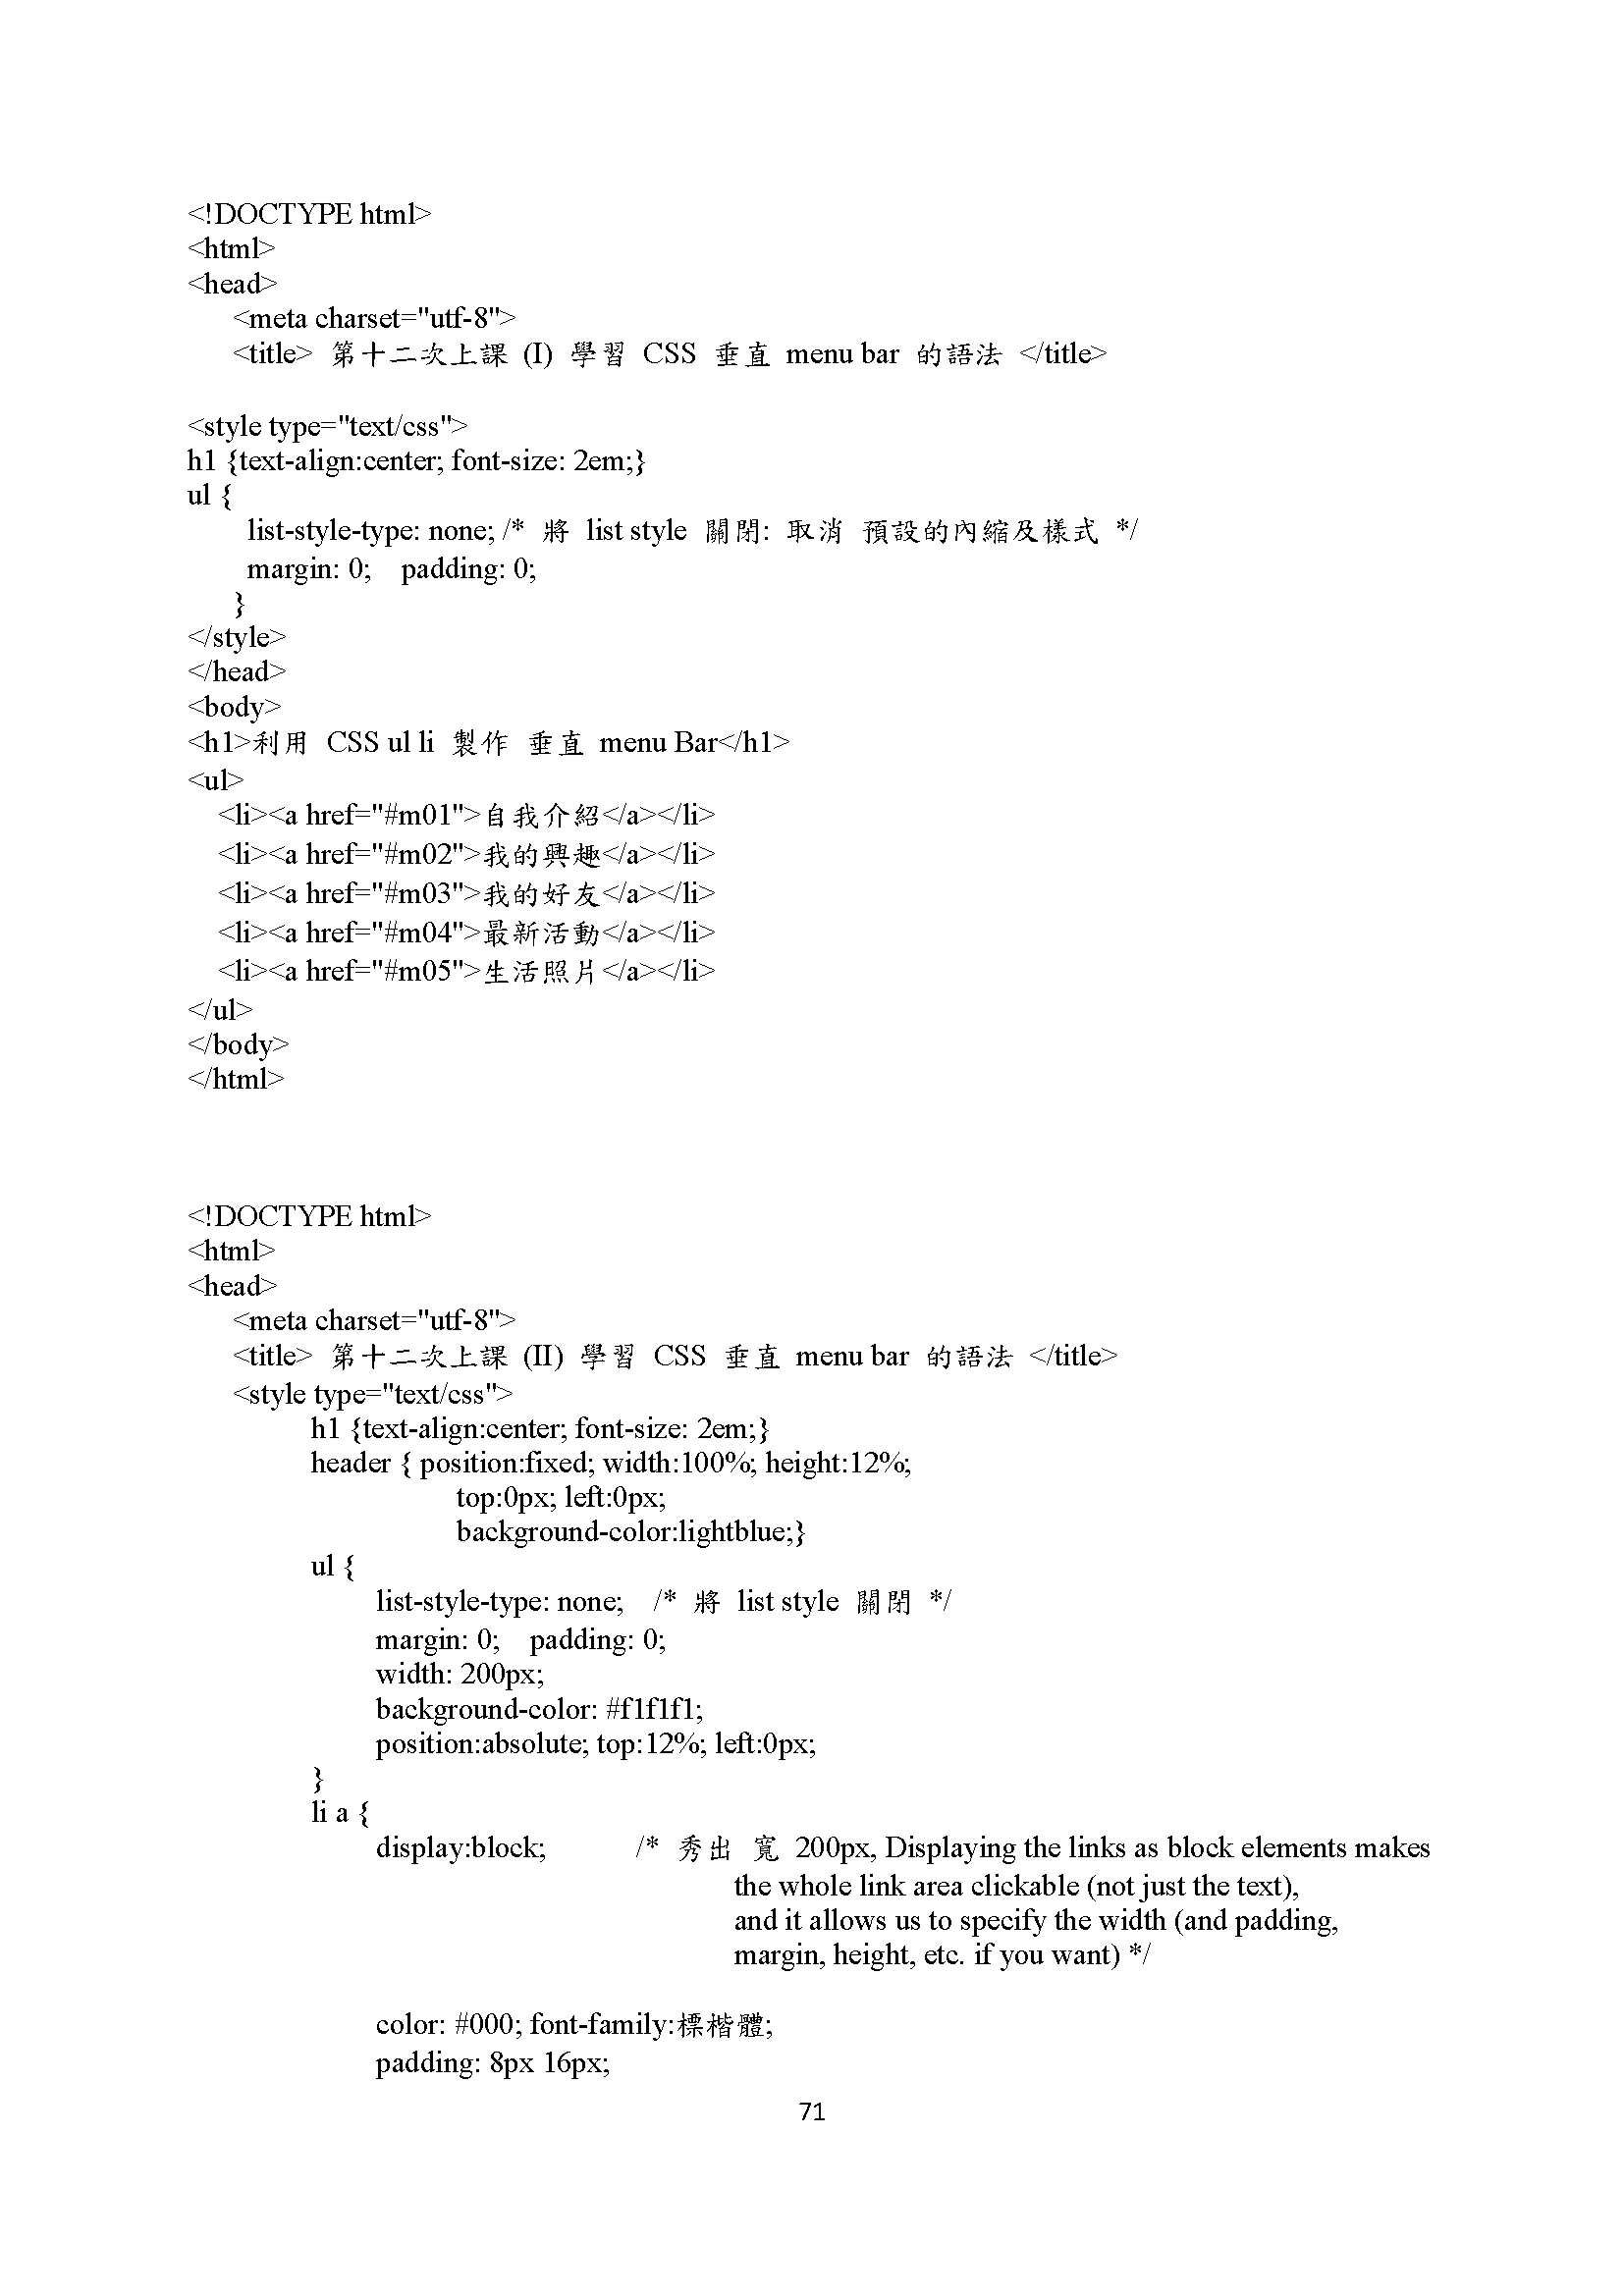 <!DOCTYPE html>
<html>
<head>
<meta charset="utf-8">
<title> 第十二次上課 (I) 學習 CSS 垂直 menu bar 的語法 </title>
<style type="text/css">
h1 {text-align:center; font-size: 2em;}
ul {
list-style-type: none; /* 將 list style 關閉: 取消 預設的內縮及樣式 */
margin: 0; padding: 0;
}
</style>
</head>
<body>
<h1>利用 CSS ul li 製作 垂直 menu Bar</h1>
<ul>
<li><a href="#m01">自我介紹</a></li>
<li><a href="#m02">我的興趣</a></li>
<li><a href="#m03">我的好友</a></li>
<li><a href="#m04">最新活動</a></li>
<li><a href="#m05">生活照片</a></li>
</ul>
</body>
</html>
<!DOCTYPE html>
<html>
<head>
<meta charset="utf-8">
<title> 第十二次上課 (II) 學習 CSS 垂直 menu bar 的語法 </title>
<style type="text/css">
h1 {text-align:center; font-size: 2em;}
header { position:fixed; width:100%; height:12%;
top:0px; left:0px;
background-color:lightblue;}
ul {
list-style-type: none; /* 將 list style 關閉 */
margin: 0; padding: 0;
width: 200px;
background-color: #f1f1f1;
position:absolute; top:12%; left:0px;
}
li a {
display:block; /* 秀出 寬 200px, Displaying the links as block elements makes
the whole link area clickable (not just the text),
and it allows us to specify the width (and padding,
margin, height, etc. if you want) */
color: #000; font-family:標楷體;
padding: 8px 16px;
71